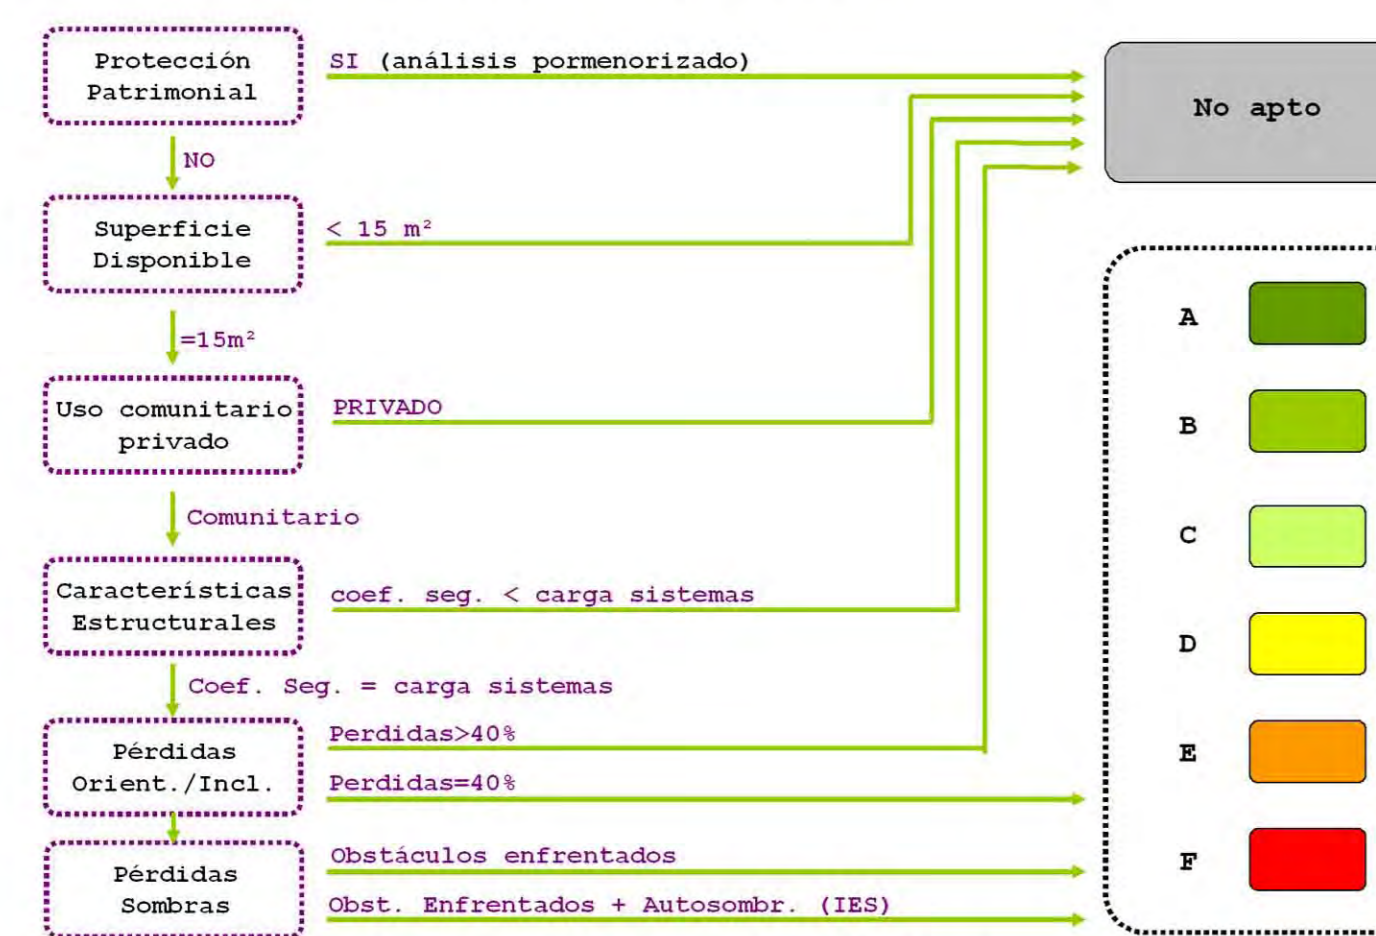 Protección
Patrimonial
SI (análisis pormenorizado)
No apto
NO
Superficie
Disponible
< 15 m²
=15m²
Uso comunitario
privado
PRIVADO
Comunitario
Características
Estructurales
coef. seg. < carga sistemas
Coef. Seg. = carga sistemas
Pérdidas
Orient./Incl.
Perdidas>40%
Perdidas=40%
Pérdidas
Sombras
Obstáculos enfrentados
Obst. Enfrentados + Autosombr. (IES)
A
B
C
D
E
F